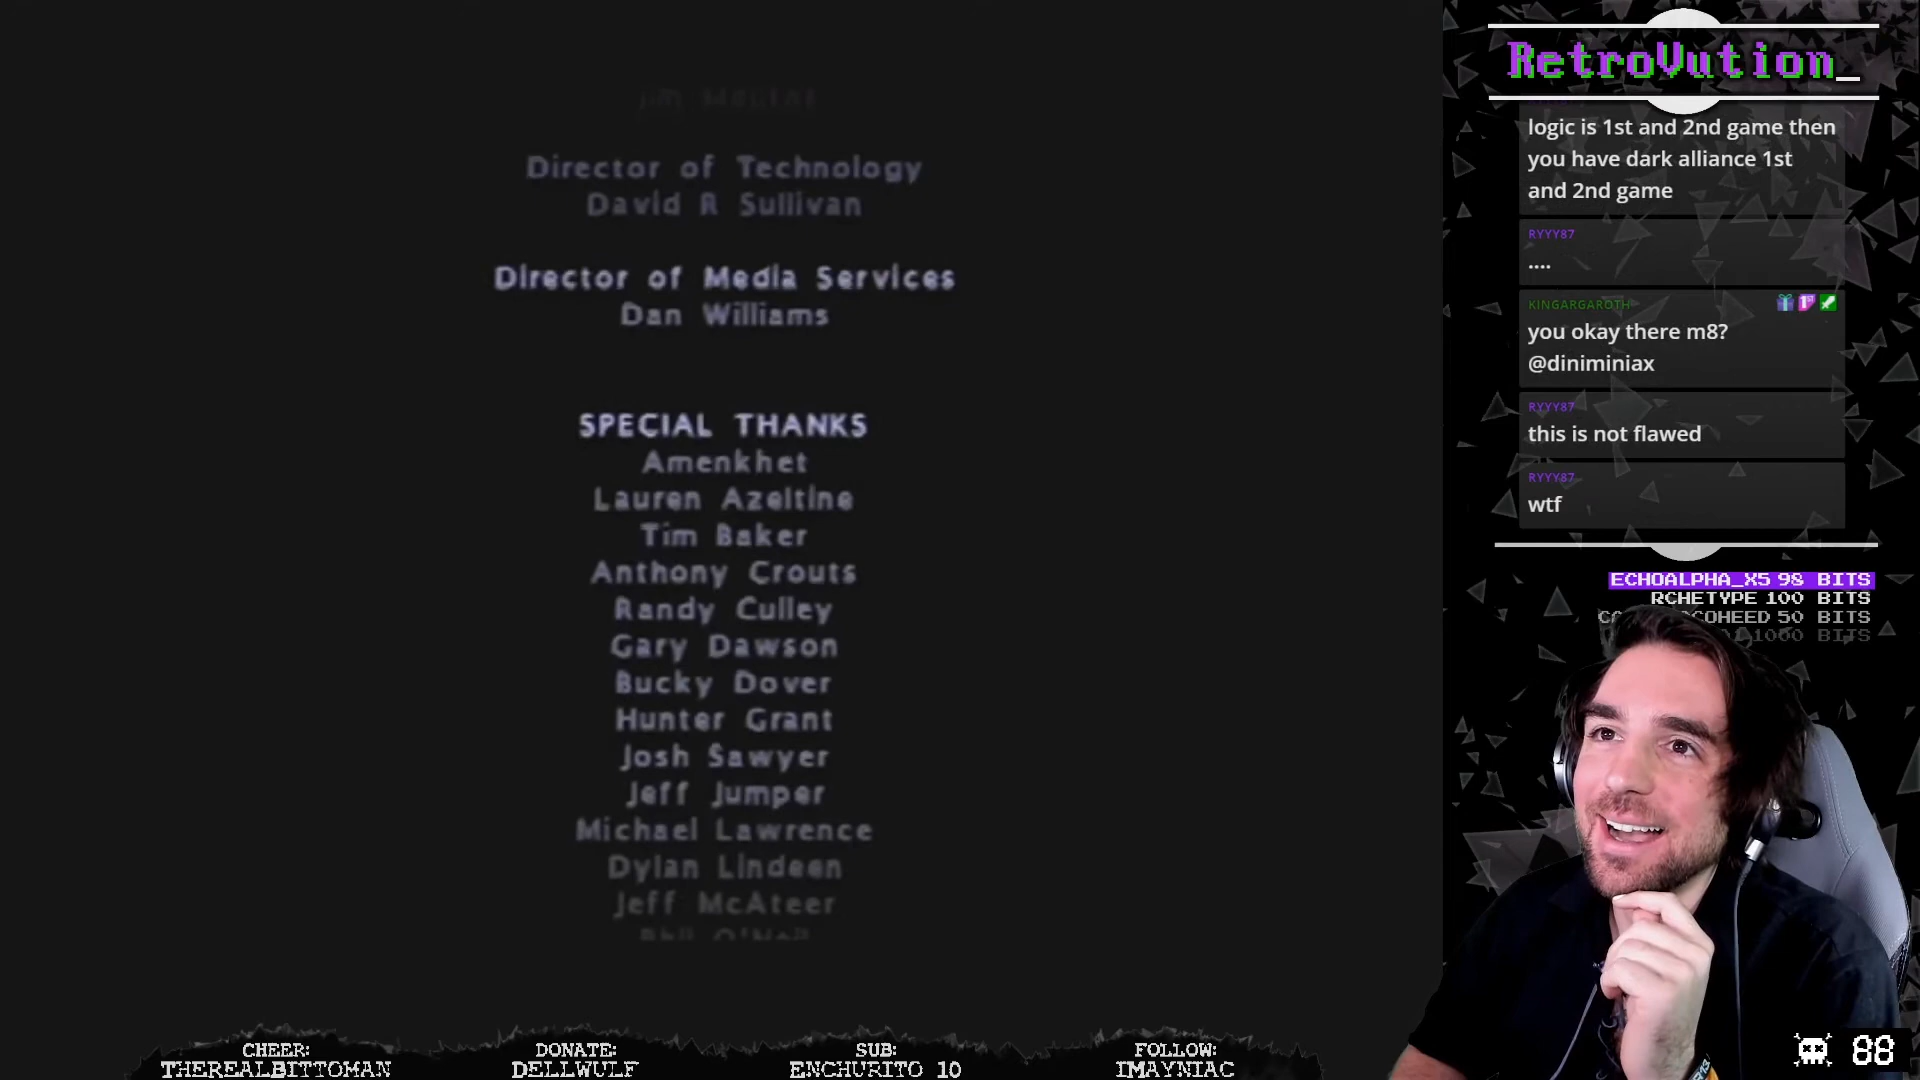 Director of Technology
David R Sullivan
Director of Media Services
Dan Williams
SPECIAL THANKS
Amenkhet
Lauren Azeltine
Tim Baker
Anthony Crouts
Randy Culley
Gary Dawson
Bucky Dover
Hunter Grant
Josh Sawyer
Jeff Jumper
Michael Lawrence
Dylan Lindeen
Jeff McAteer
Phil O'Neil
RetroVution_
logic is 1st and 2nd game then
you have dark alliance 1st
and 2nd game
RYYY87
....
KINGARGAROTH
you okay there m8?
@diniminiax
RYYY87
this is not flawed
RYYY87
wtf
ECHOALPHA_X5 98 BITS
RCHETYPE 100 BITS
COHEED 50 BITS
1000 BITS
CHEER:
THEREALBITTOMAN
DONATE:
DELLWULF
SUB:
ENCHURITO 10
FOLLOW:
IMAYNIAC
88